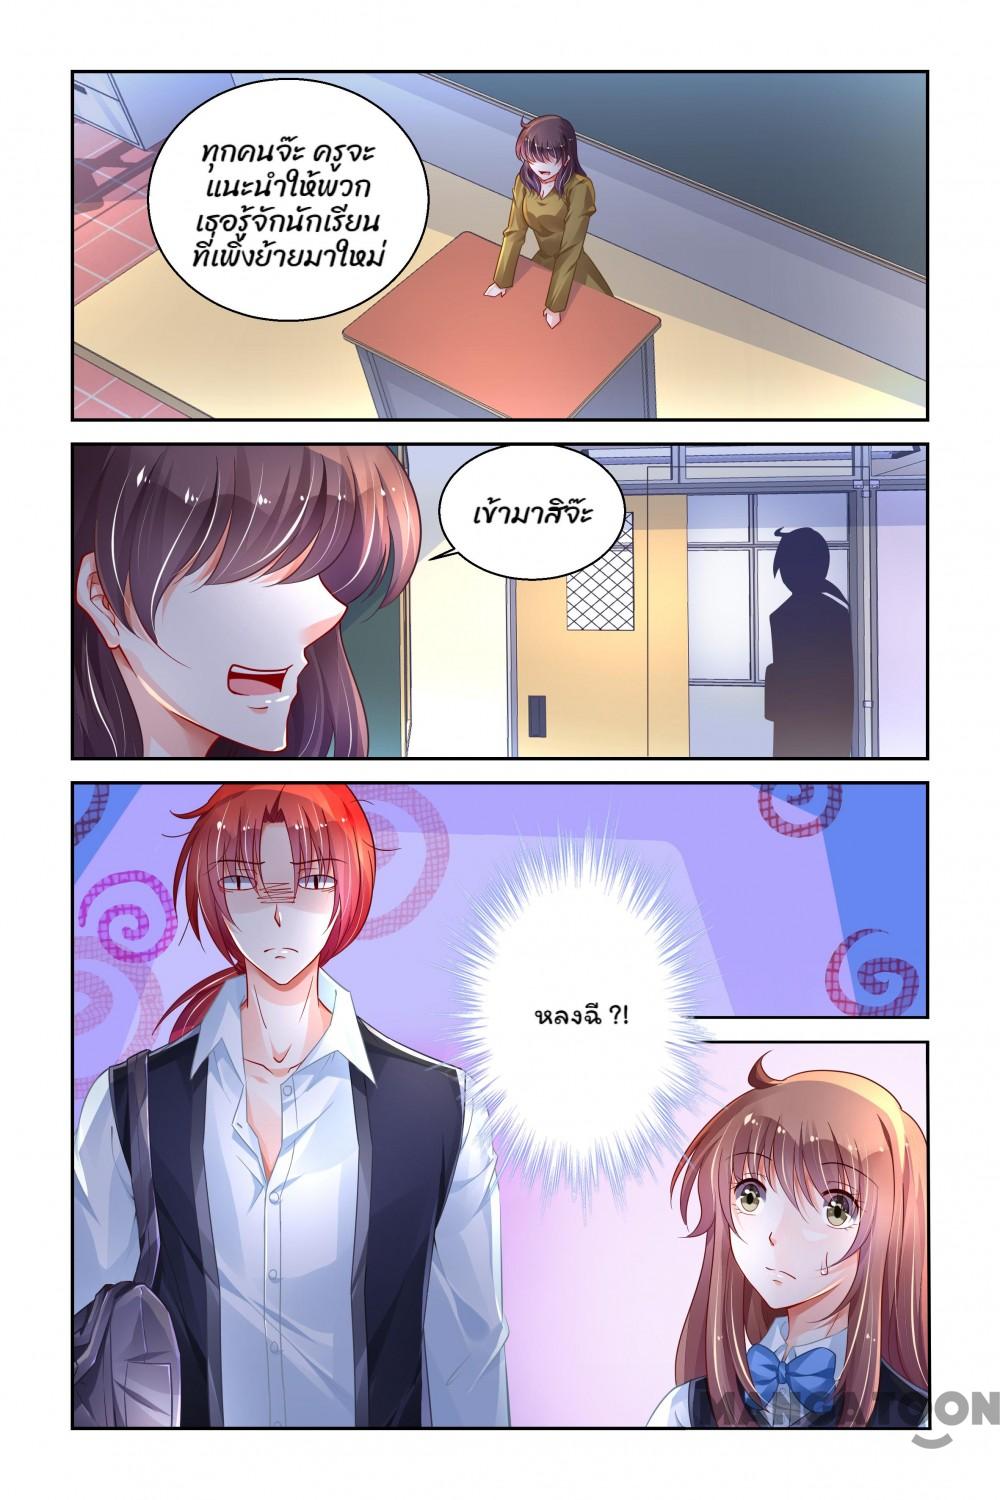 ทุกคนจ๊ะ ครูจะ
แนะนำให้พวก
เธอรู้จักนักเรียน
ที่เพิ่งย้ายมาใหม่
เข้ามาสิจ๊ะ
หลงฉี ?!
MANGATOON